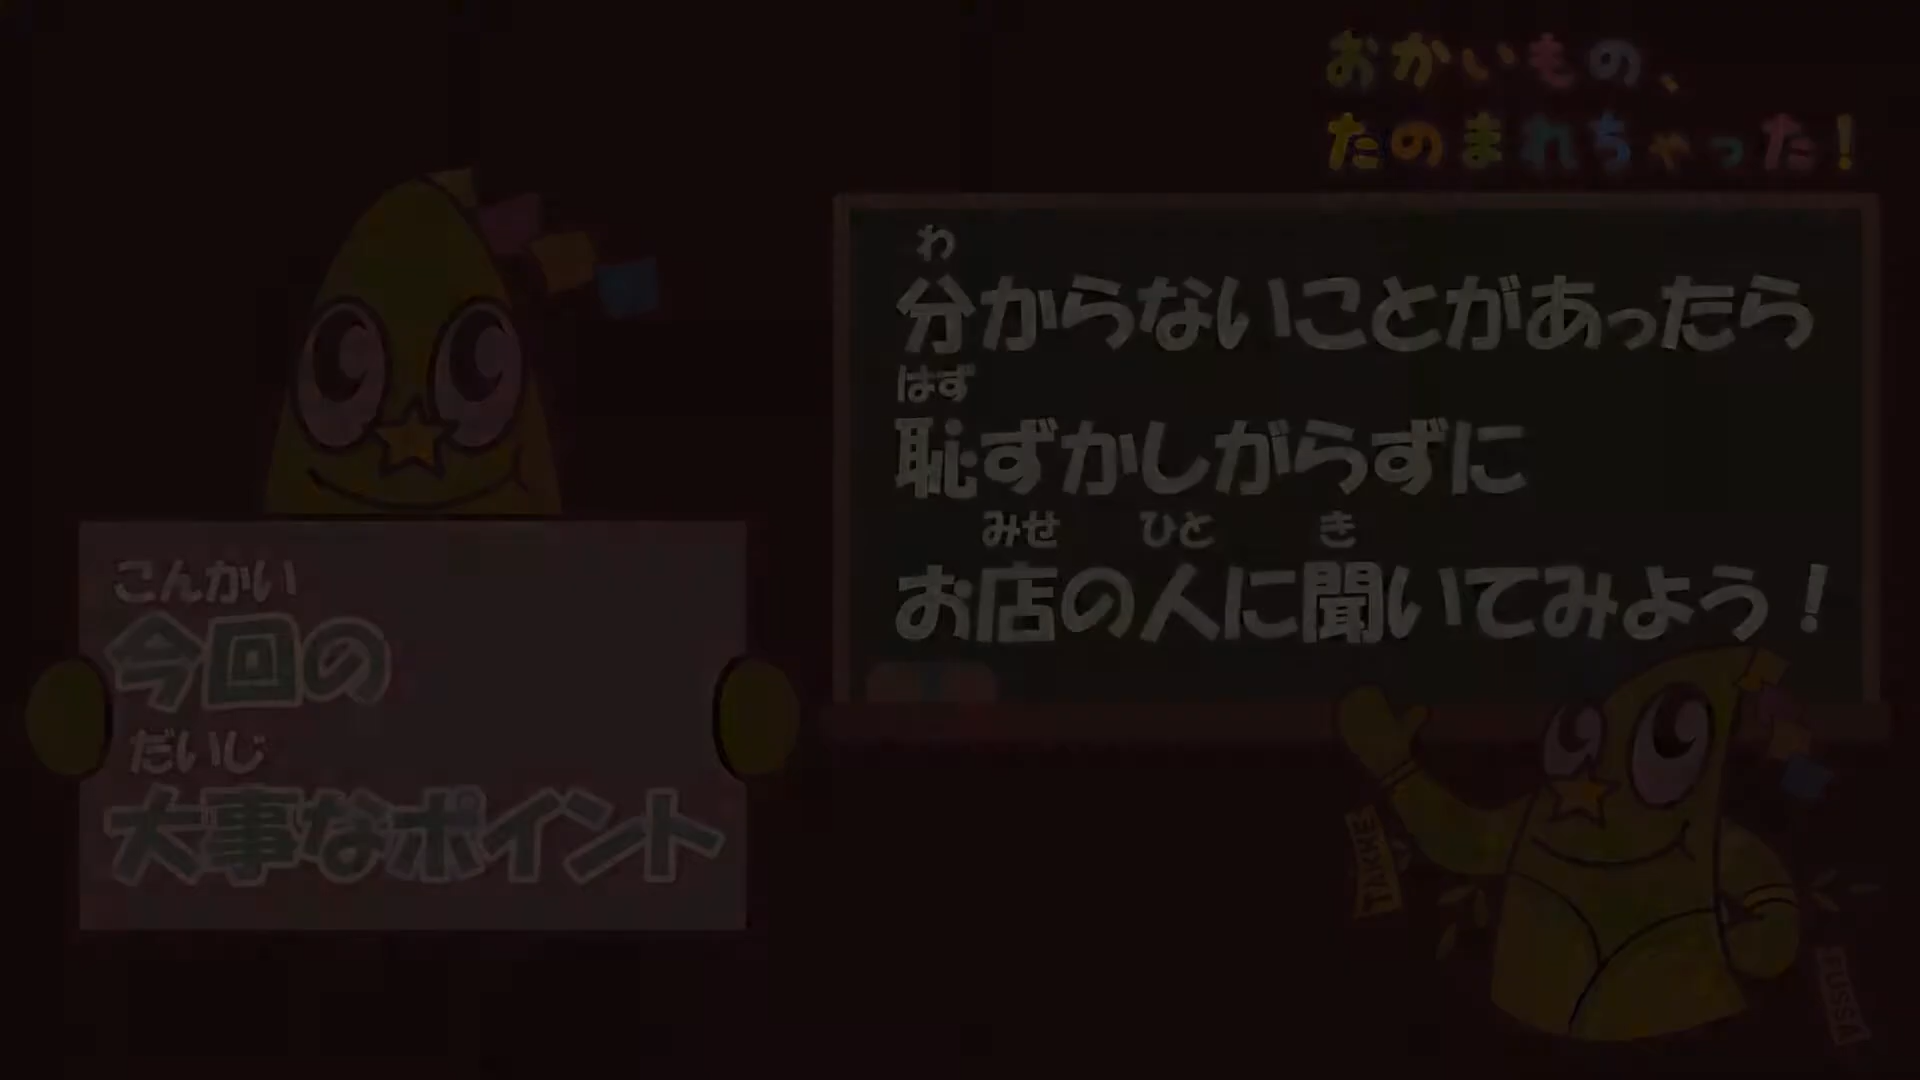 おかいもの、
たのまれちゃった！
わ
分からないことがあったら
はず
恥ずかしがらずに
みせ ひと き
お店の人に聞いてみよう！
こんかい
今回の
だいじ
大事なポイント
TAKKE
FUSSA